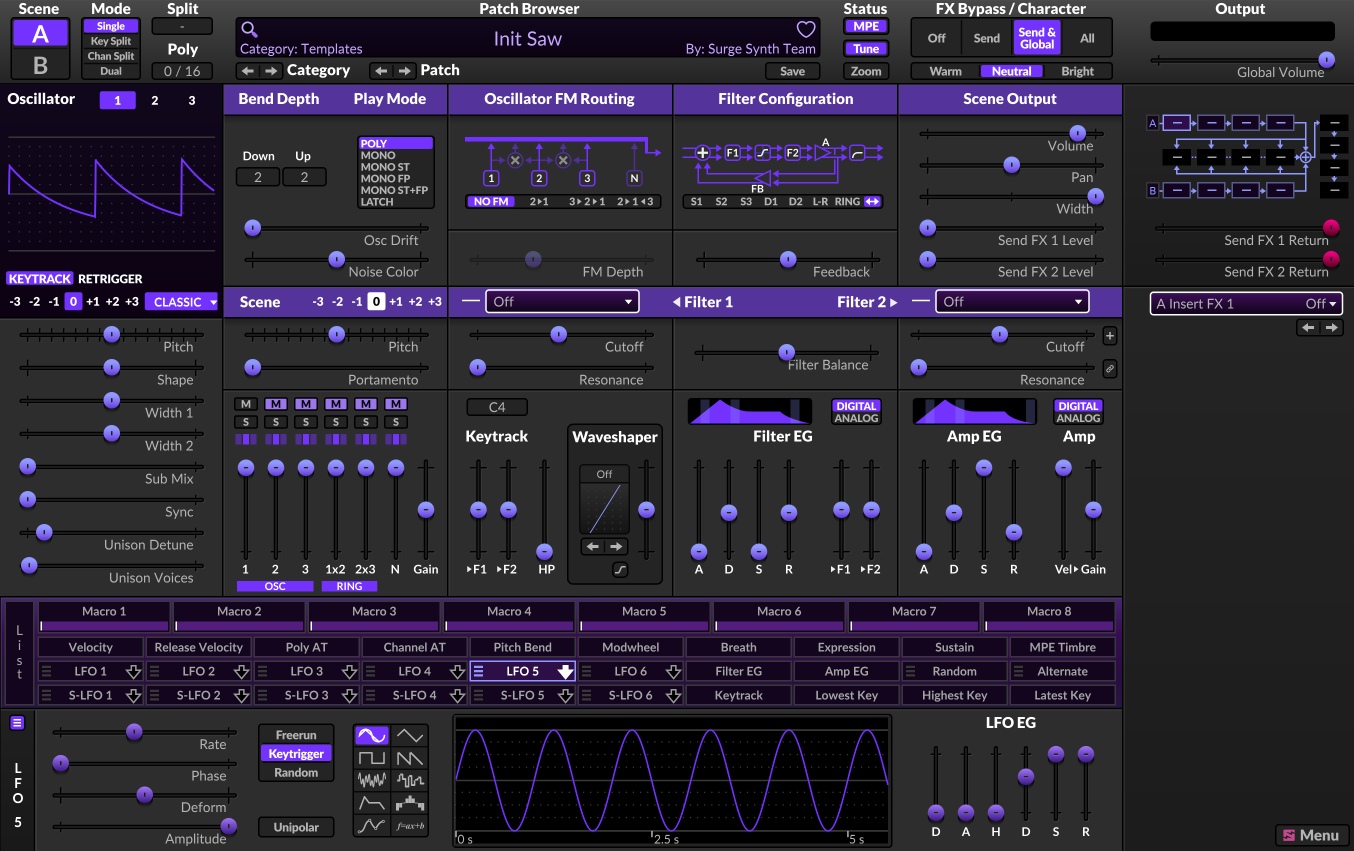 Scene
Mode
Split
Patch Browser
Status
FX Bypass / Character
Output
A
B
Single
Key Split
Chan Split
Dual
-
Poly
0 / 16
Category: Templates
Init Saw
By: Surge Synth Team
Category
Patch
Save
MPE
Tune
Zoom
Off
Send
Send & Global
All
Warm
Neutral
Bright
Global Volume
Oscillator
1
2
3
Bend Depth
Play Mode
Oscillator FM Routing
Filter Configuration
Scene Output
Down
Up
2
2
POLY
MONO
MONO ST
MONO FP
MONO ST+FP
LATCH
Osc Drift
Noise Color
1
2
3
N
NO FM
2▸1
3▸2▸1
2▸1◂3
FM Depth
F1
F2
A
FB
S1
S2
S3
D1
D2
L-R
RING
Feedback
Volume
Pan
Width
Send FX 1 Level
Send FX 2 Level
A
B
Send FX 1 Return
Send FX 2 Return
KEYTRACK RETRIGGER
-3 -2 -1 0 +1 +2 +3
CLASSIC
Scene
-3 -2 -1 0 +1 +2 +3
Off
Filter 1
Filter 2
Off
A Insert FX 1
Off
Pitch
Shape
Width 1
Width 2
Sub Mix
Sync
Unison Detune
Unison Voices
Pitch
Portamento
Cutoff
Resonance
Filter Balance
Cutoff
Resonance
+
M M M M M M
S S S S S S
1 2 3 1x2 2x3 N Gain
OSC
RING
C4
Keytrack
▸F1 ▸F2 HP
Waveshaper
Off
Filter EG
DIGITAL
ANALOG
A D S R ▸F1 ▸F2
Amp EG
DIGITAL
ANALOG
Amp
A D S R Vel▸Gain
List
Macro 1
Macro 2
Macro 3
Macro 4
Macro 5
Macro 6
Macro 7
Macro 8
Velocity
Release Velocity
Poly AT
Channel AT
Pitch Bend
Modwheel
Breath
Expression
Sustain
MPE Timbre
LFO 1
LFO 2
LFO 3
LFO 4
LFO 5
LFO 6
Filter EG
Amp EG
Random
Alternate
S-LFO 1
S-LFO 2
S-LFO 3
S-LFO 4
S-LFO 5
S-LFO 6
Keytrack
Lowest Key
Highest Key
Latest Key
LFO 5
Rate
Phase
Deform
Amplitude
Freerun
Keytrigger
Random
Unipolar
f=ax+b
0 s
2.5 s
5 s
LFO EG
D A H D S R
Menu